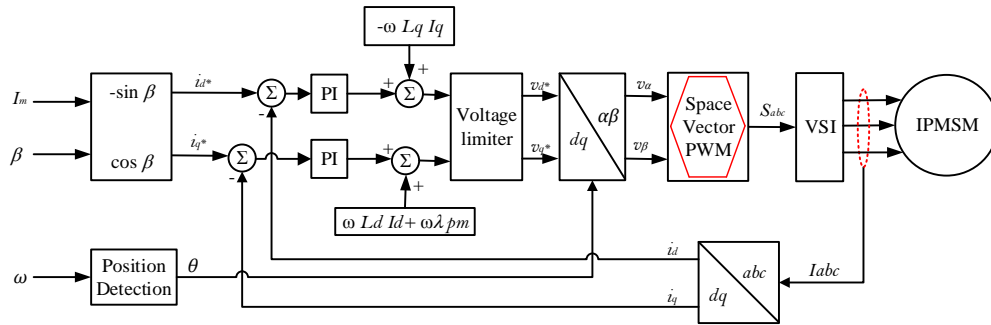 -ω Lq Iq
Im
-sin β
id*
Σ
-
PI
+
+
Σ
Voltage
limiter
vd*
αβ
dq
vα
Space
Vector
PWM
Sabc
VSI
IPMSM
β
cos β
iq*
Σ
-
PI
+
Σ
+
vq*
vβ
ω Ld Id+ ωλ pm
ω
Position
Detection
θ
id
iq
abc
dq
Iabc